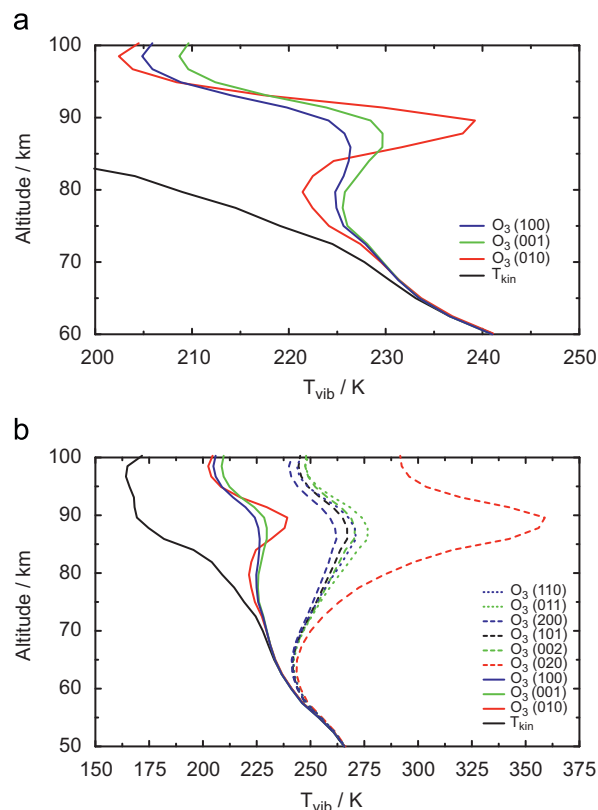 a
100
90
80
70
60
Altitude / km
O3 (100)
O3 (001)
O3 (010)
Tkin
200 210 220 230 240 250
Tvib / K
b
100
90
80
70
60
50
Altitude / km
O3 (110)
O3 (011)
O3 (200)
O3 (101)
O3 (002)
O3 (020)
O3 (100)
O3 (001)
O3 (010)
Tkin
150 175 200 225 250 275 300 325 350 375
Tvib / K